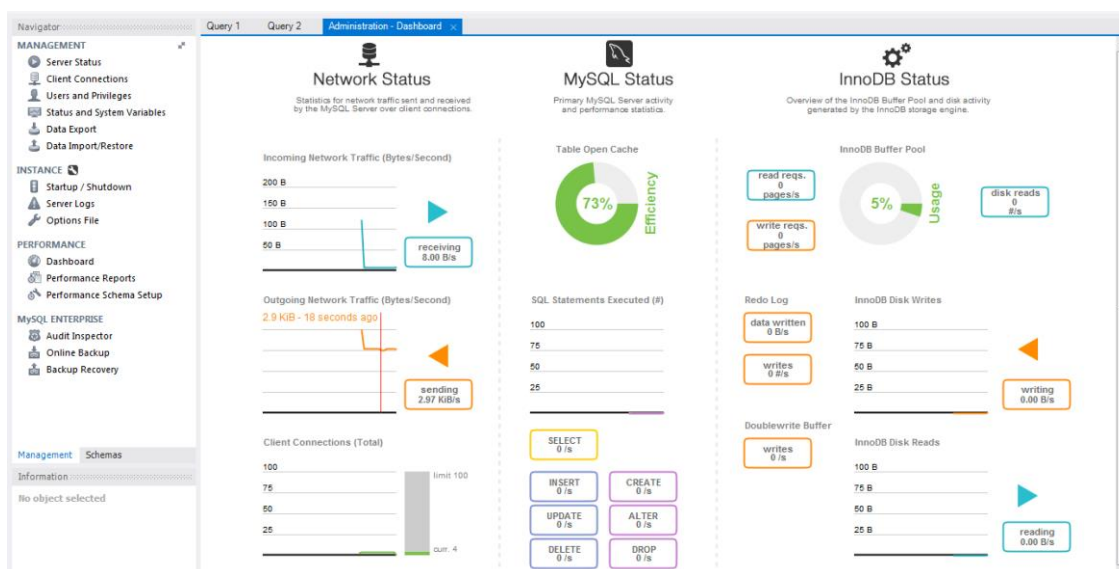 Navigator
MANAGEMENT
Server Status
Client Connections
Users and Privileges
Status and System Variables
Data Export
Data Import/Restore
INSTANCE
Startup / Shutdown
Server Logs
Options File
PERFORMANCE
Dashboard
Performance Reports
Performance Schema Setup
MySQL ENTERPRISE
Audit Inspector
Online Backup
Backup Recovery
Management Schemas
Information
No object selected
Query 1 Query 2 Administration - Dashboard ×
Network Status
Statistics for network traffic sent and received
by the MySQL Server over client connections.
Incoming Network Traffic (Bytes/Second)
200 B
150 B
100 B
50 B
receiving
8.00 B/s
Outgoing Network Traffic (Bytes/Second)
2.9 KiB - 18 seconds ago
sending
2.97 KiB/s
Client Connections (Total)
100
75
50
25
limit 100
curr. 4
MySQL Status
Primary MySQL Server activity
and performance statistics.
Table Open Cache
73%
Efficiency
SQL Statements Executed (#)
100
75
50
25
SELECT
0 /s
INSERT
0 /s
CREATE
0 /s
UPDATE
0 /s
ALTER
0 /s
DELETE
0 /s
DROP
0 /s
InnoDB Status
Overview of the InnoDB Buffer Pool and disk activity
generated by the InnoDB storage engine.
InnoDB Buffer Pool
read reqs.
0
pages/s
write reqs.
0
pages/s
5%
Usage
disk reads
0
#/s
Redo Log
data written
0 B/s
writes
0 #/s
InnoDB Disk Writes
100 B
75 B
50 B
25 B
writing
0.00 B/s
Doublewrite Buffer
writes
0 /s
InnoDB Disk Reads
100 B
75 B
50 B
25 B
reading
0.00 B/s